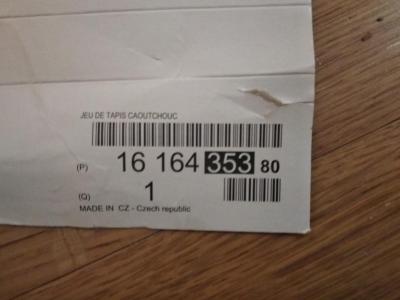 JEU DE TAPIS CAOUTCHOUC
(P) 16 164 353 80
(Q) 1
MADE IN CZ - Czech republic